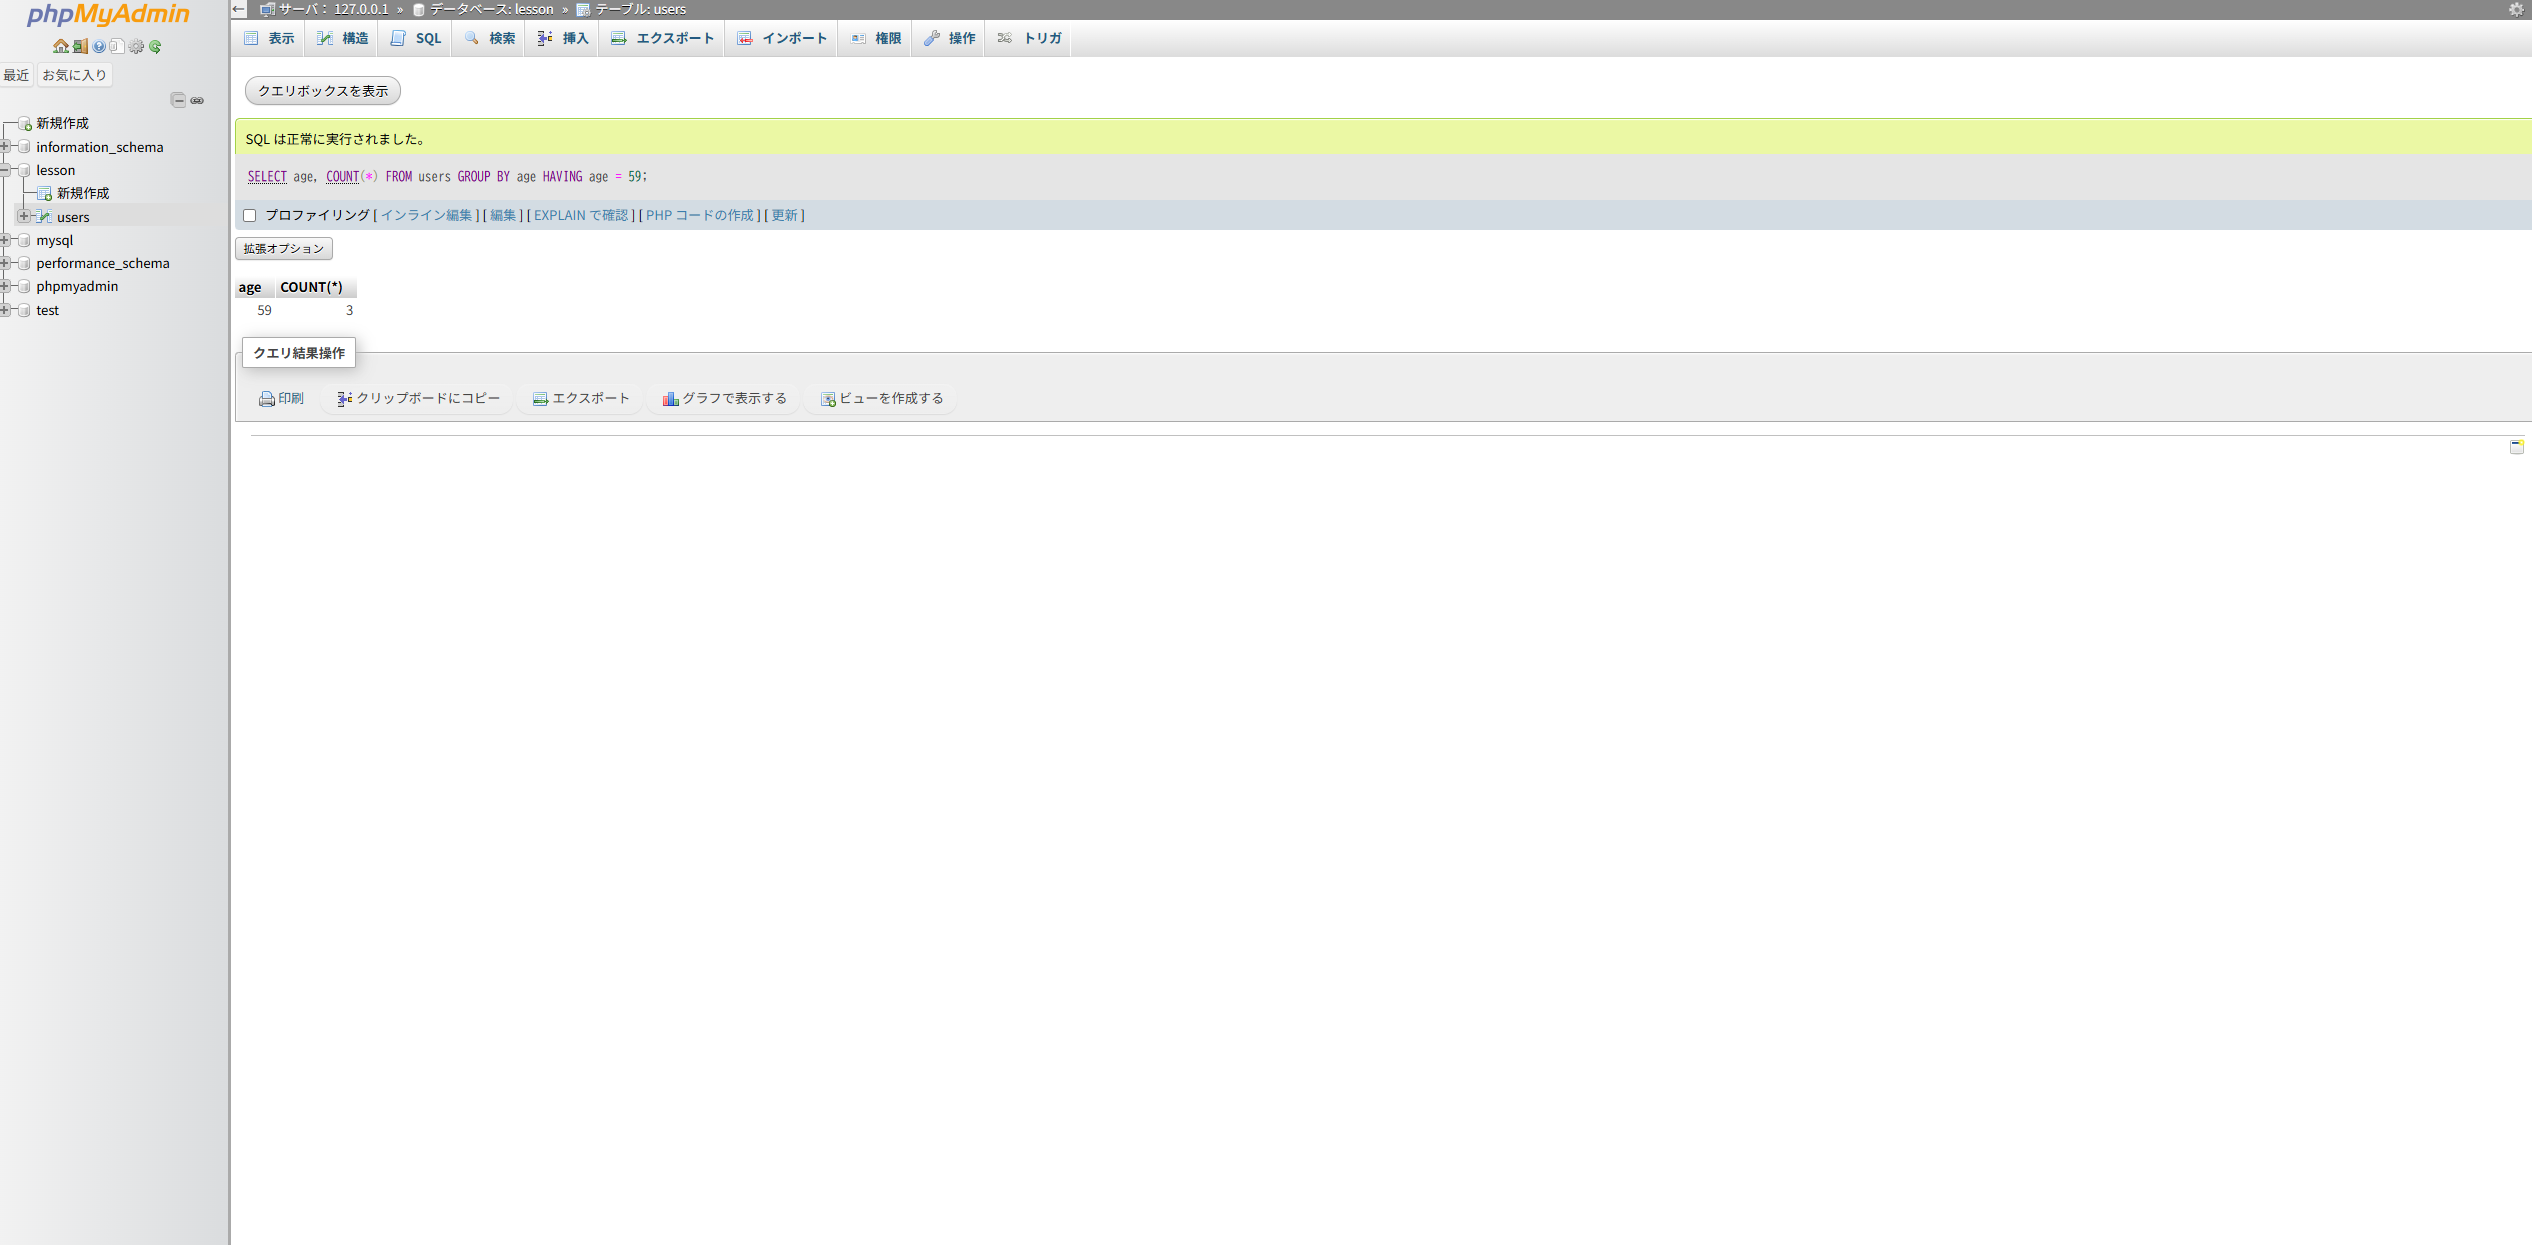 phpMyAdmin
最近 お気に入り
新規作成
information_schema
lesson
新規作成
users
mysql
performance_schema
phpmyadmin
test
サーバ： 127.0.0.1 » データベース: lesson » テーブル: users
表示 構造 SQL 検索 挿入 エクスポート インポート 権限 操作 トリガ
クエリボックスを表示
SQL は正常に実行されました。
SELECT age, COUNT(*) FROM users GROUP BY age HAVING age = 59;
プロファイリング [ インライン編集 ] [ 編集 ] [ EXPLAIN で確認 ] [ PHP コードの作成 ] [ 更新 ]
拡張オプション
age COUNT(*)
59 3
クエリ結果操作
印刷 クリップボードにコピー エクスポート グラフで表示する ビューを作成する